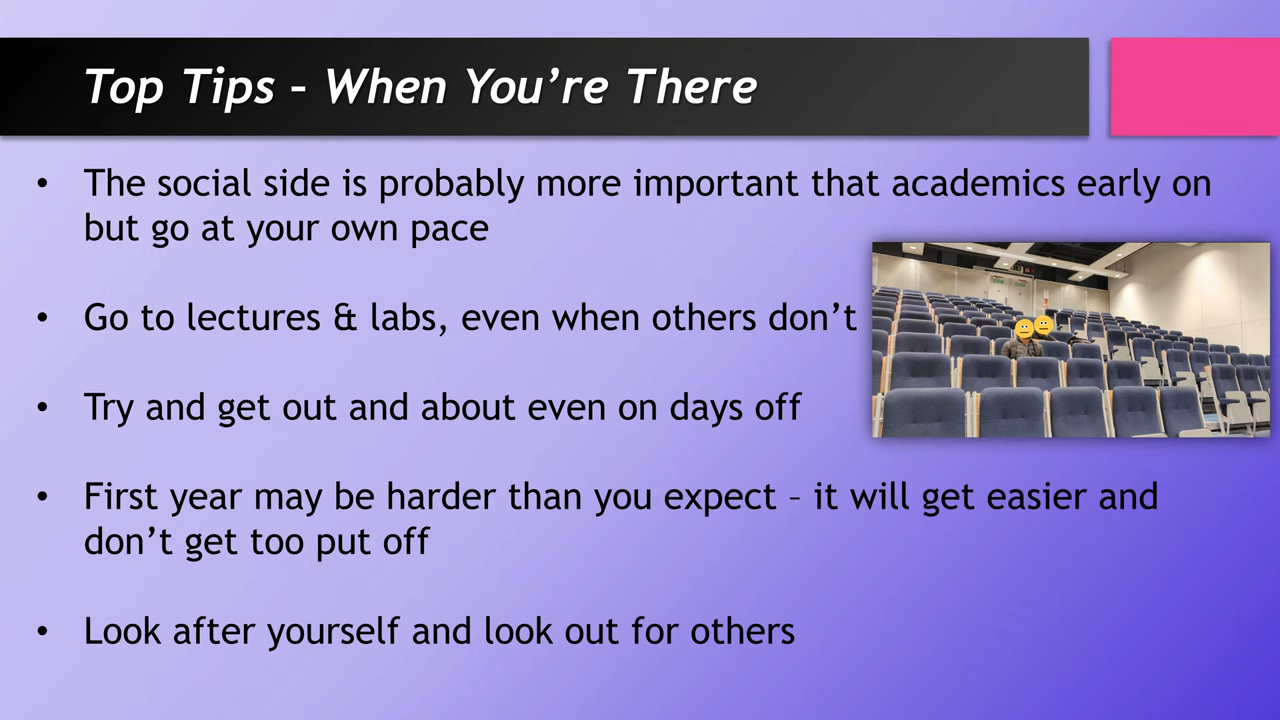 Top Tips – When You’re There
• The social side is probably more important that academics early on
but go at your own pace
• Go to lectures & labs, even when others don’t
• Try and get out and about even on days off
• First year may be harder than you expect – it will get easier and
don’t get too put off
• Look after yourself and look out for others